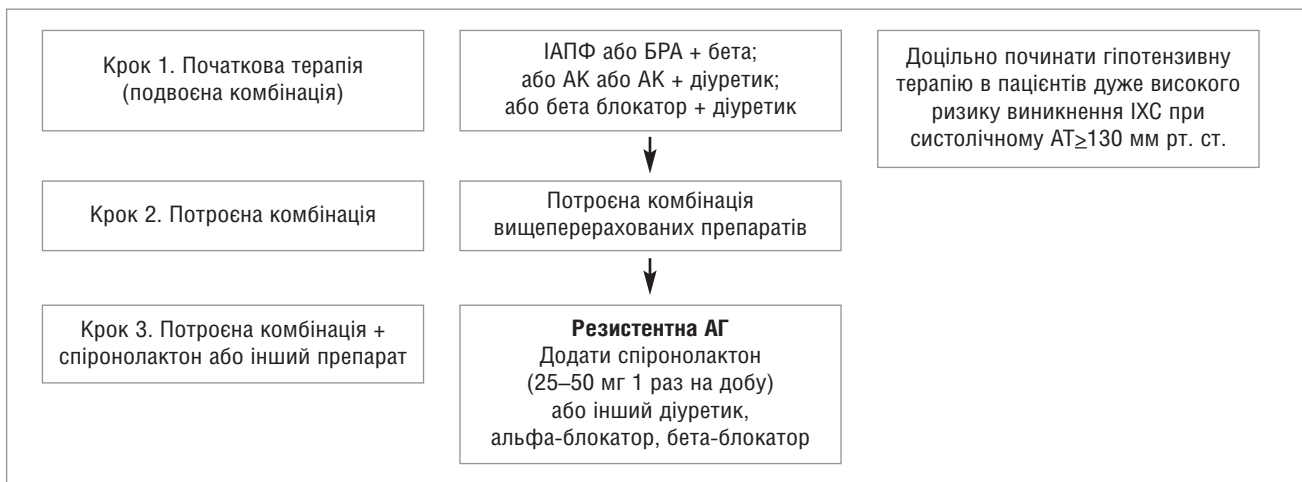 Крок 1. Початкова терапія
(подвоєна комбінація)
ІАПФ або БРА + бета;
або АК або АК + діуретик;
або бета блокатор + діуретик
Доцільно починати гіпотензивну
терапію в пацієнтів дуже високого
ризику виникнення ІХС при
систолічному АТ≥130 мм рт. ст.
Крок 2. Потроєна комбінація
Потроєна комбінація
вищеперерахованих препаратів
Крок 3. Потроєна комбінація +
спіронолактон або інший препарат
Резистентна АГ
Додати спіронолактон
(25–50 мг 1 раз на добу)
або інший діуретик,
альфа-блокатор, бета-блокатор